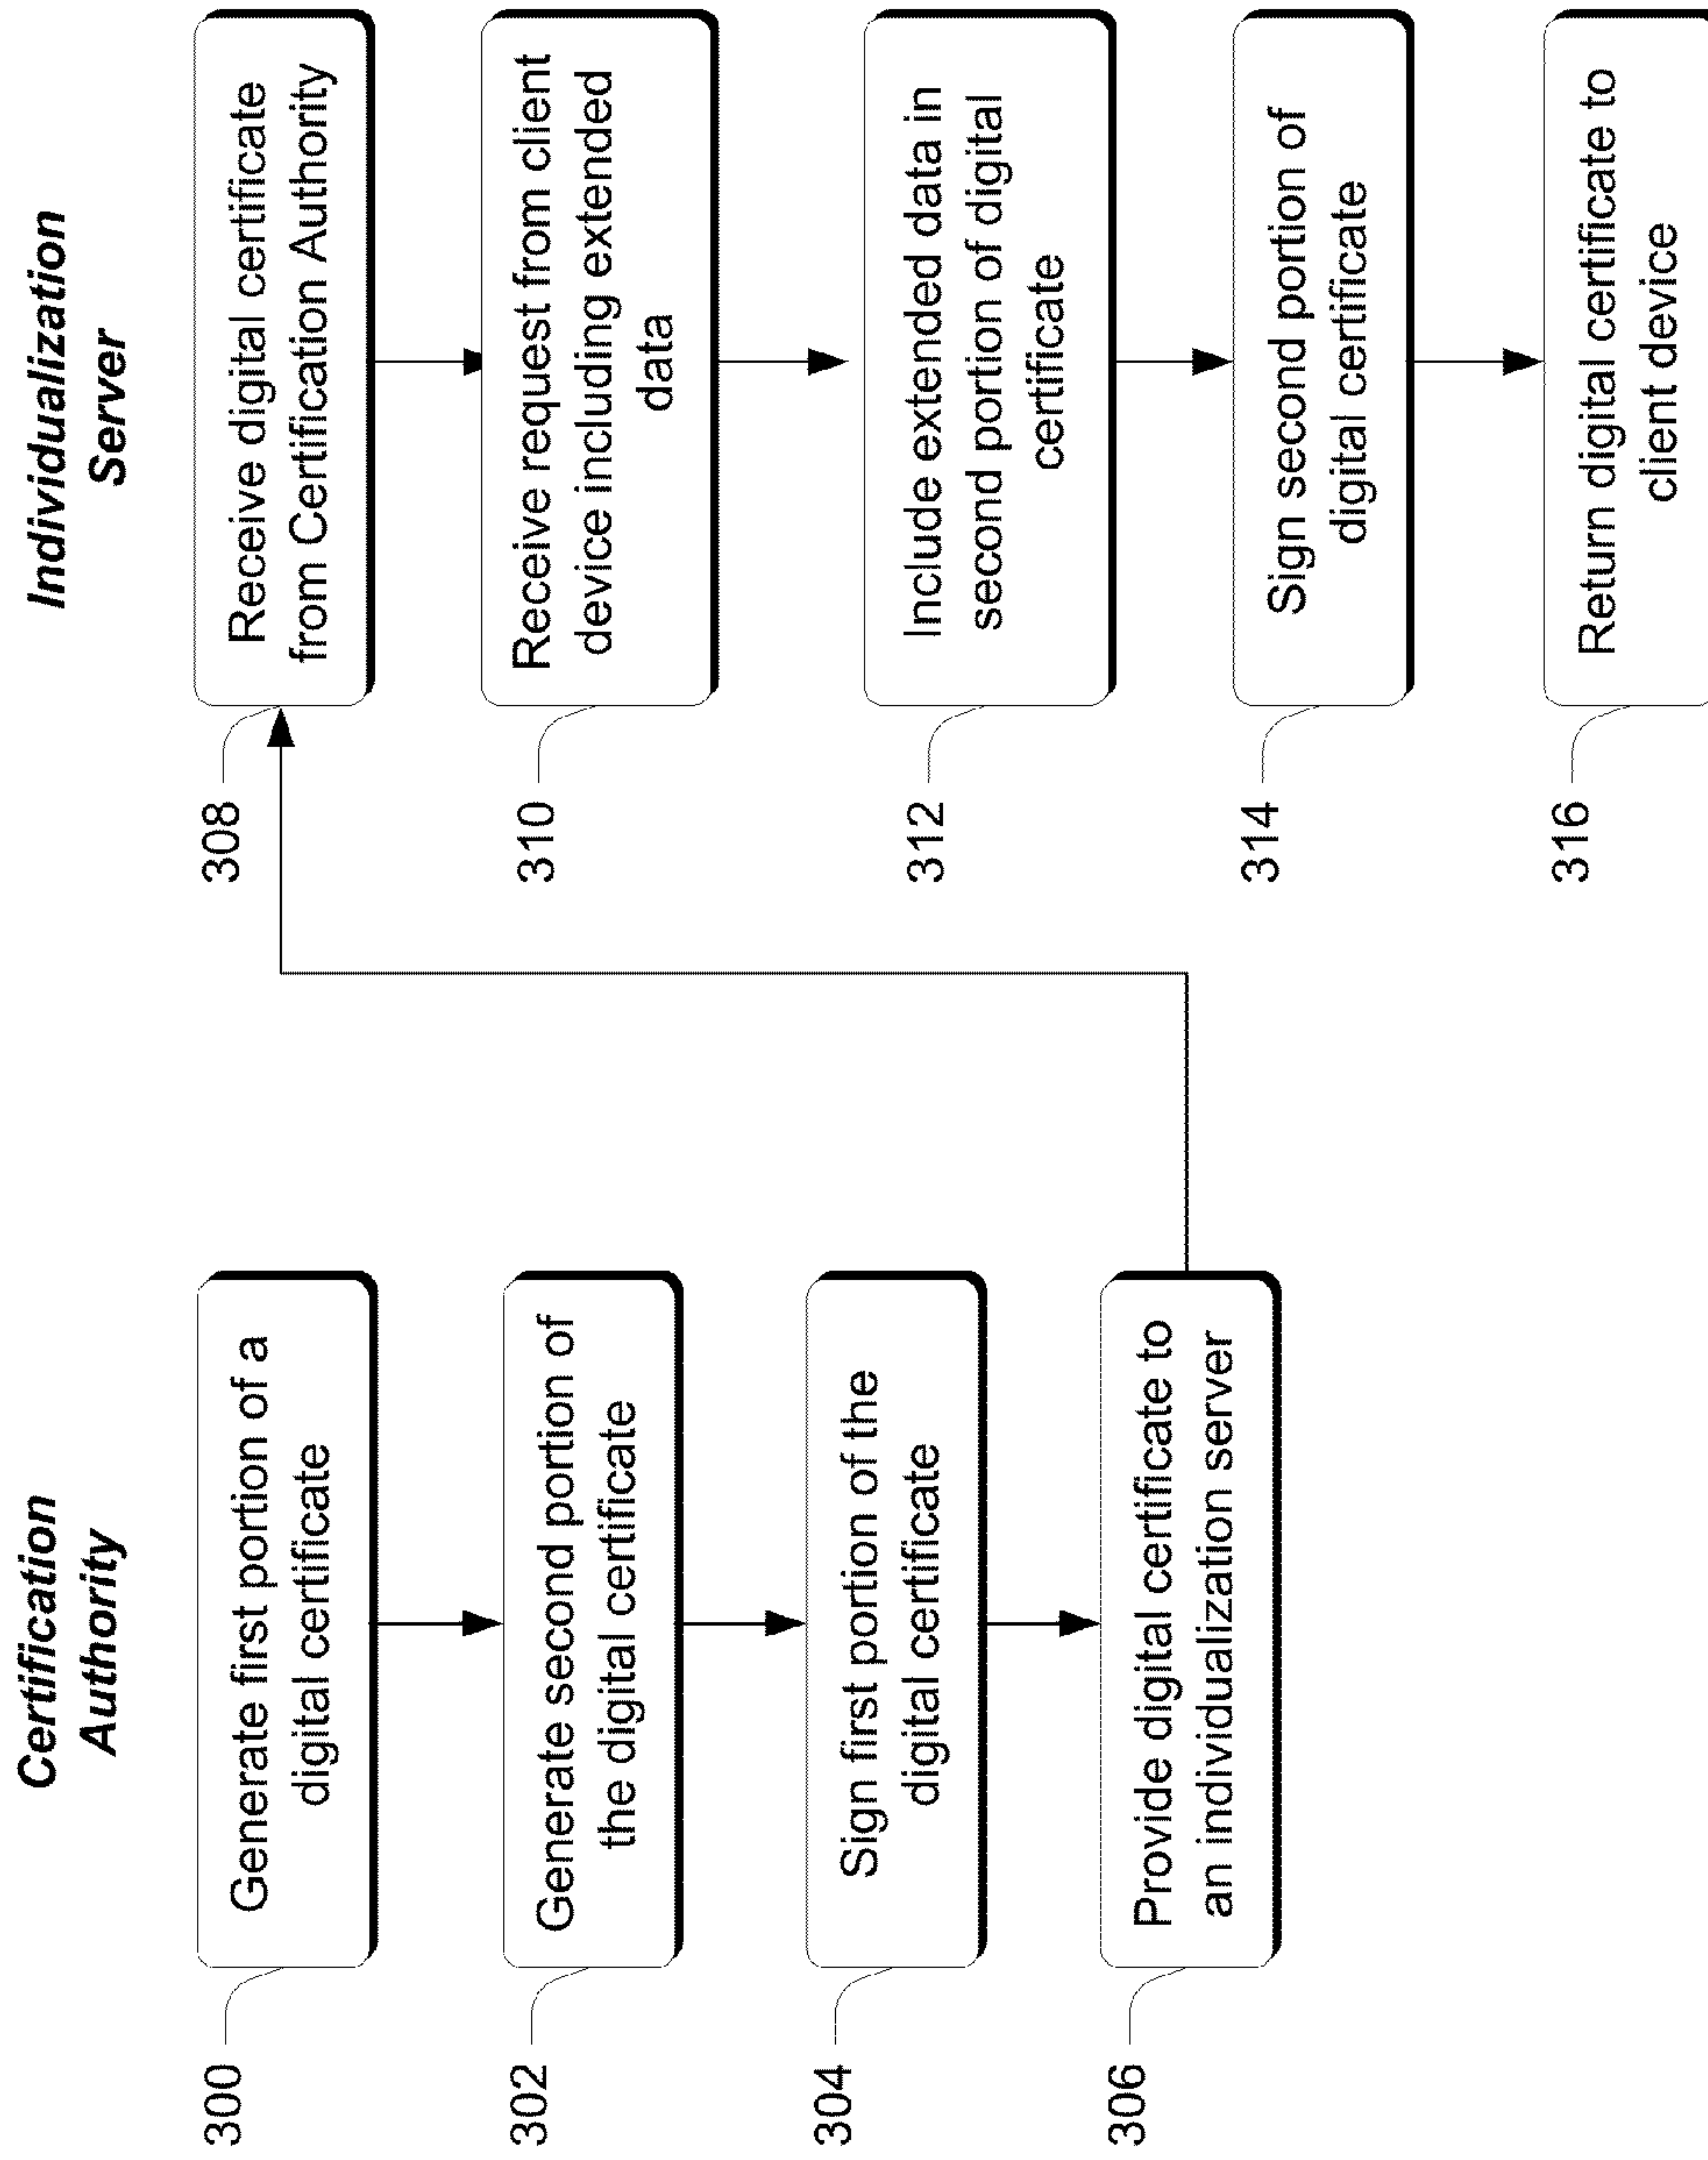 Certification
Authority
300
Generate first portion of a
digital certificate
302
Generate second portion of
the digital certificate
304
Sign first portion of the
digital certificate
306
Provide digital certificate to
an individualization server
Individualization
Server
308
Receive digital certificate
from Certification Authority
310
Receive request from client
device including extended
data
312
Include extended data in
second portion of digital
certificate
314
Sign second portion of
digital certificate
316
Return digital certificate to
client device